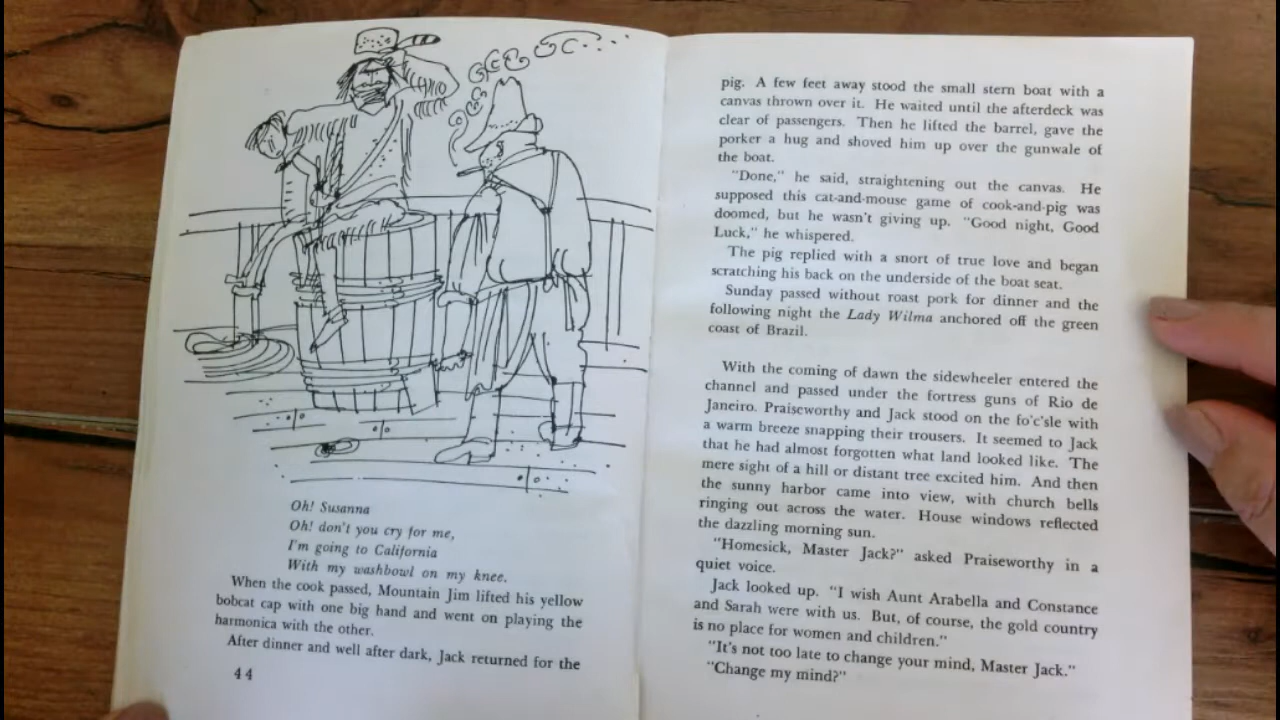 Oh! Susanna
Oh! don't you cry for me,
I'm going to California
With my washbowl on my knee.
When the cook passed, Mountain Jim lifted his yellow
bobcat cap with one big hand and went on playing the
harmonica with the other.
After dinner and well after dark, Jack returned for the
44
pig. A few feet away stood the small stern boat with a
canvas thrown over it. He waited until the afterdeck was
clear of passengers. Then he lifted the barrel, gave the
porker a hug and shoved him up over the gunwale of
the boat.
"Done," he said, straightening out the canvas. He
supposed this cat-and-mouse game of cook-and-pig was
doomed, but he wasn't giving up. "Good night, Good
Luck," he whispered.
The pig replied with a snort of true love and began
scratching his back on the underside of the boat seat.
Sunday passed without roast pork for dinner and the
following night the Lady Wilma anchored off the green
coast of Brazil.
With the coming of dawn the sidewheeler entered the
channel and passed under the fortress guns of Rio de
Janeiro. Praiseworthy and Jack stood on the fo'c'sle with
a warm breeze snapping their trousers. It seemed to Jack
that he had almost forgotten what land looked like. The
mere sight of a hill or distant tree excited him. And then
the sunny harbor came into view, with church bells
ringing out across the water. House windows reflected
the dazzling morning sun.
"Homesick, Master Jack?" asked Praiseworthy in a
quiet voice.
Jack looked up. "I wish Aunt Arabella and Constance
and Sarah were with us. But, of course, the gold country
is no place for women and children."
"It's not too late to change your mind, Master Jack."
"Change my mind?"